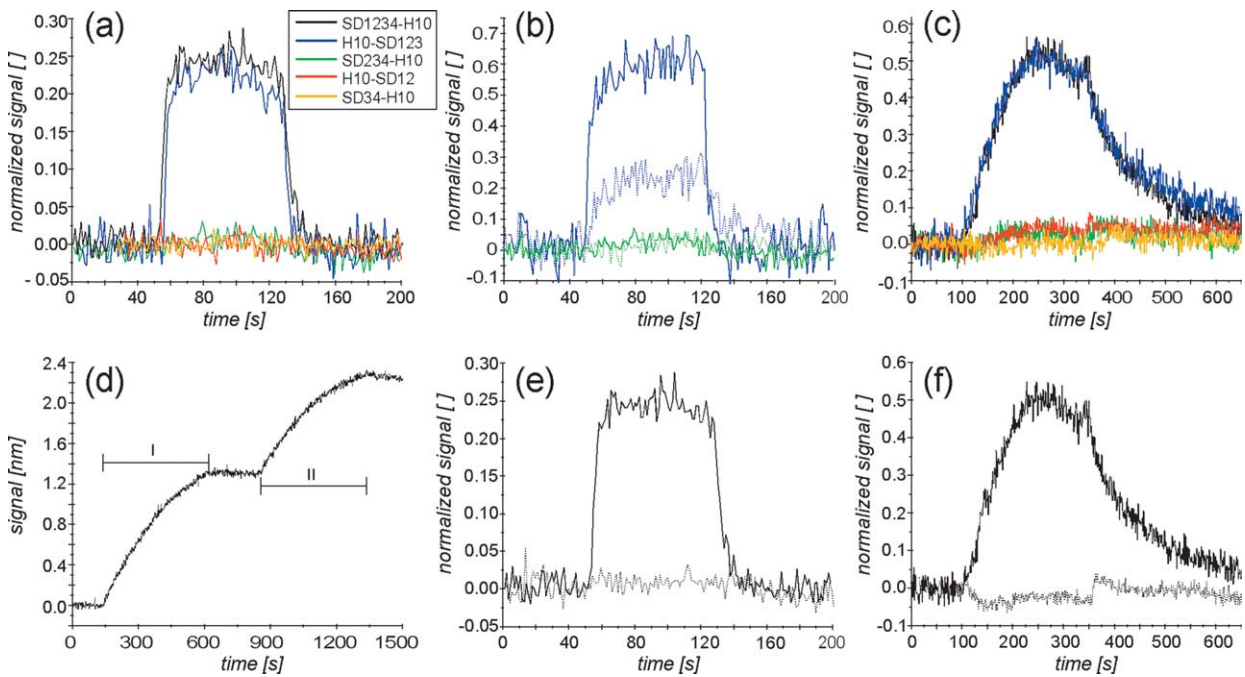 (a)
0.30
0.25
0.20
0.15
0.10
0.05
0.00
- 0.05
normalized signal [ ]
0 40 80 120 160 200
time [s]
SD1234-H10
H10-SD123
SD234-H10
H10-SD12
SD34-H10
(b)
0.7
0.6
0.5
0.4
0.3
0.2
0.1
0
-0.1
normalized signal [ ]
0 40 80 120 160 200
time [s]
(c)
0.6
0.5
0.4
0.3
0.2
0.1
0.0
-0.1
normalized signal [ ]
0 100 200 300 400 500 600
time [s]
(d)
2.4
2.0
1.6
1.2
0.8
0.4
0.0
signal [nm]
I
II
0 300 600 900 1200 1500
time [s]
(e)
0.30
0.25
0.20
0.15
0.10
0.05
0.00
-0.05
normalized signal [ ]
0 40 80 120 160 200
time [s]
(f)
0.6
0.5
0.4
0.3
0.2
0.1
0.0
-0.1
normalized signal [ ]
0 100 200 300 400 500 600
time [s]